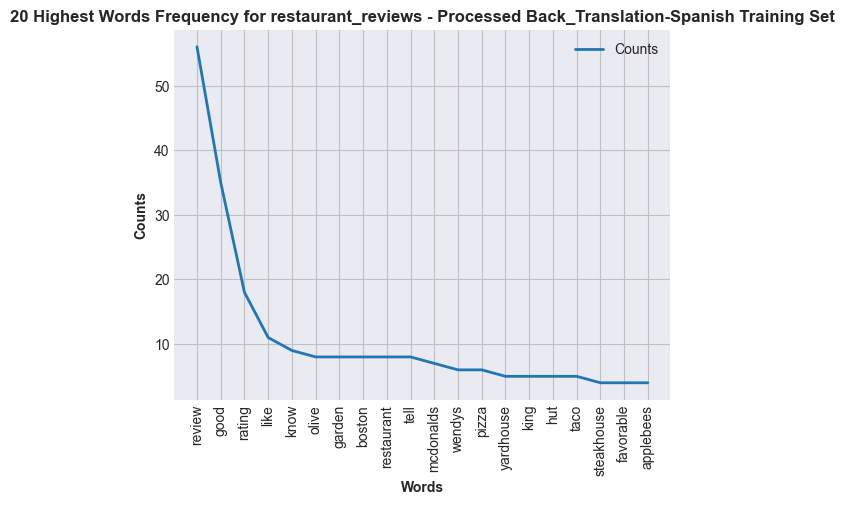 20 Highest Words Frequency for restaurant_reviews - Processed Back_Translation-Spanish Training Set
Counts
50
40
30
20
10
Counts
review
good
rating
like
know
olive
garden
boston
restaurant
tell
mcdonalds
wendys
pizza
yardhouse
king
hut
taco
steakhouse
favorable
applebees
Words